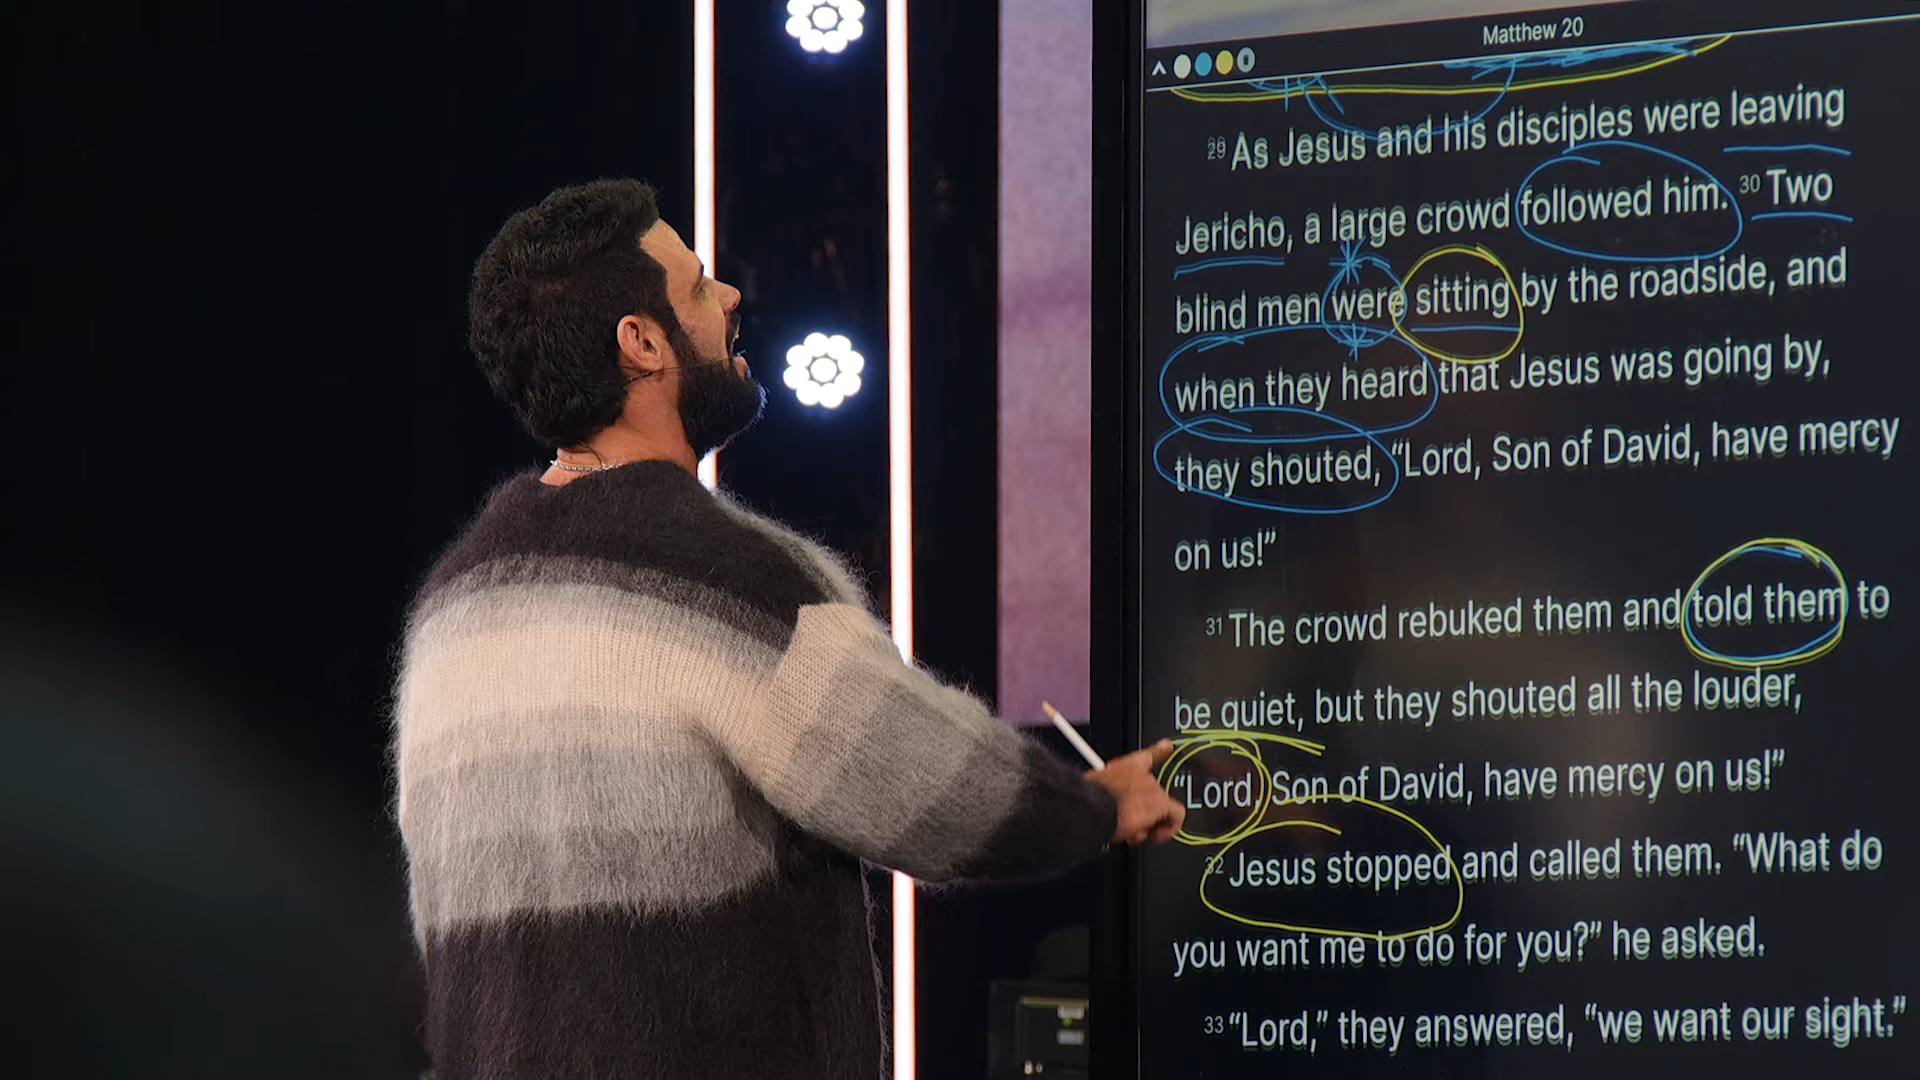 Matthew 20
29 As Jesus and his disciples were leaving
Jericho, a large crowd followed him. 30 Two
blind men were sitting by the roadside, and
when they heard that Jesus was going by,
they shouted, “Lord, Son of David, have mercy
on us!”
31 The crowd rebuked them and told them to
be quiet, but they shouted all the louder,
“Lord, Son of David, have mercy on us!”
32 Jesus stopped and called them. “What do
you want me to do for you?” he asked.
33 “Lord,” they answered, “we want our sight.”